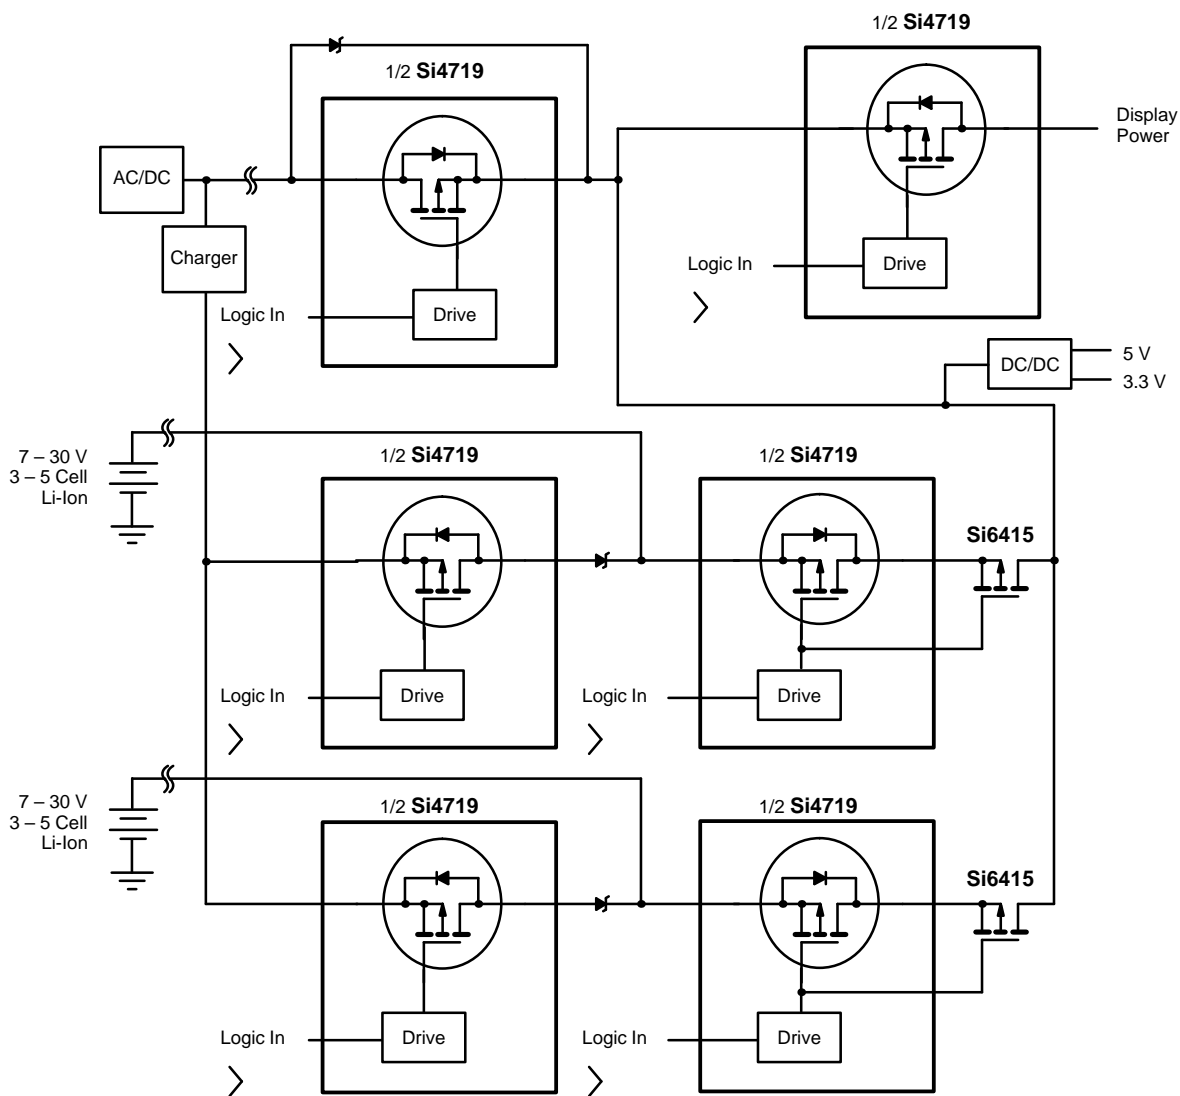 1/2 Si4719
1/2 Si4719
Display
Power
AC/DC
Charger
Logic In
Drive
Logic In
Drive
DC/DC
5 V
3.3 V
7 – 30 V
3 – 5 Cell
Li-Ion
1/2 Si4719
1/2 Si4719
Si6415
Logic In
Drive
Logic In
Drive
7 – 30 V
3 – 5 Cell
Li-Ion
1/2 Si4719
1/2 Si4719
Si6415
Logic In
Drive
Logic In
Drive